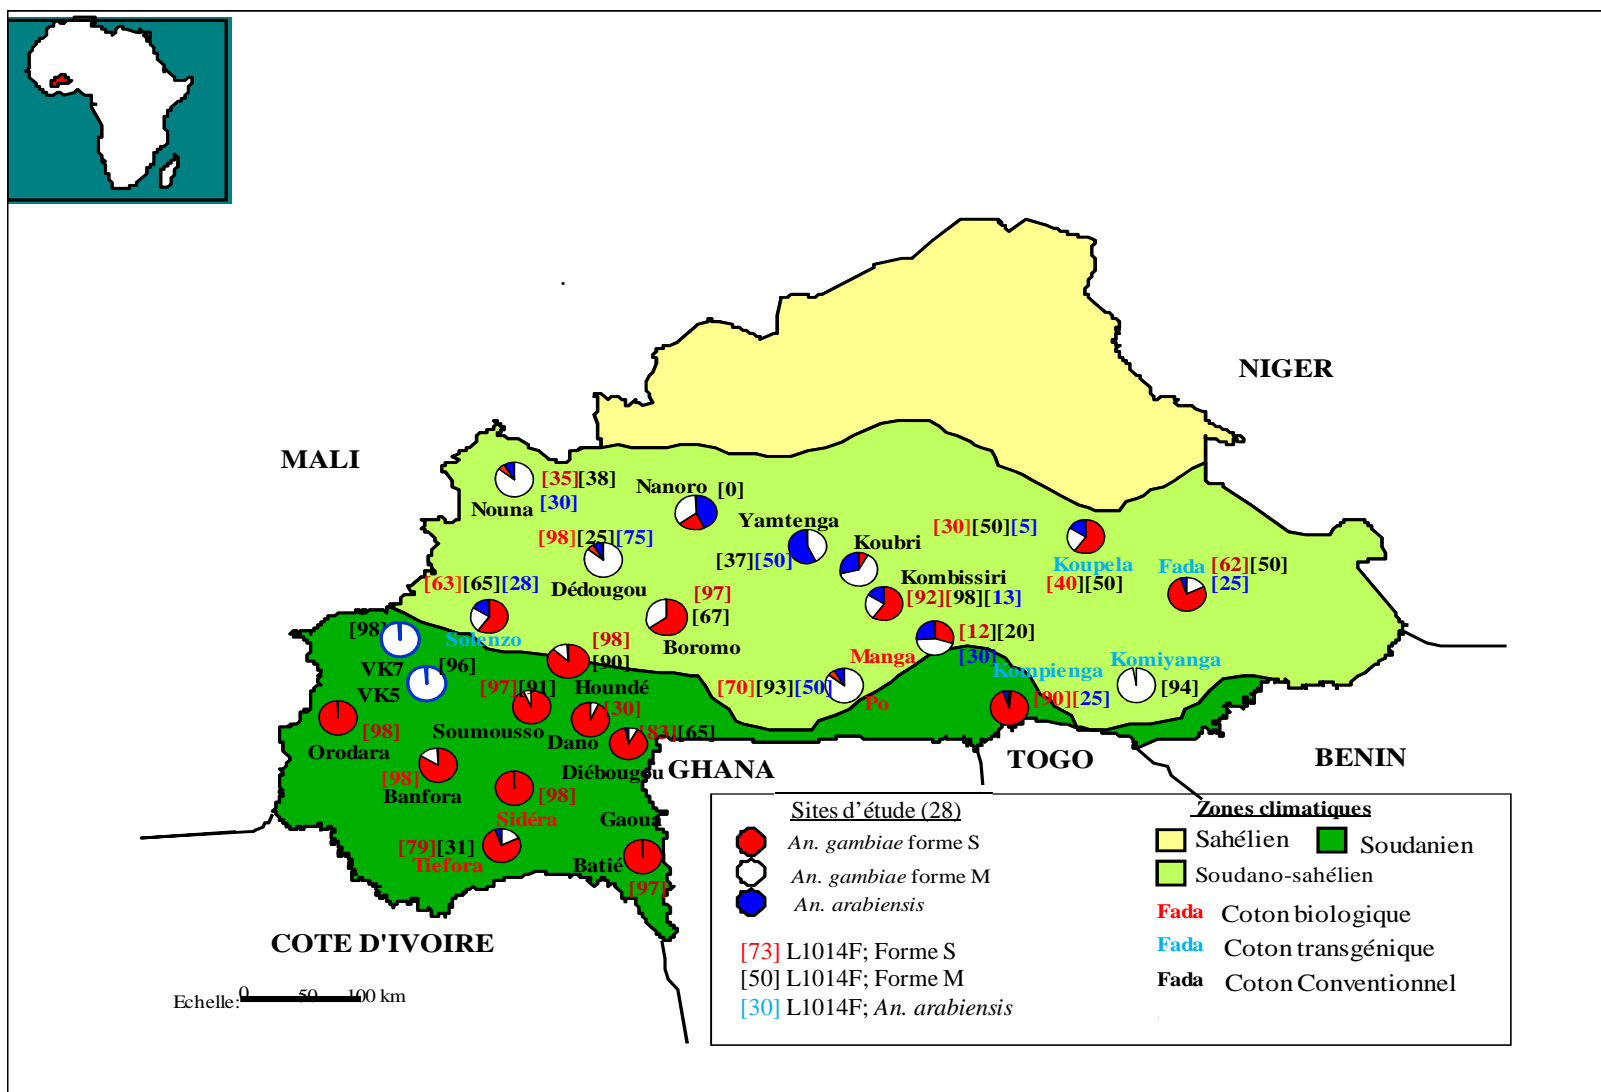 NIGER
MALI
[35][38]
Nouna
[30]
Nanoro [0]
Yamtenga
[37][50]
Koubri
[30][50][5]
Koupela
[40][50]
Fada
[62][50]
[25]
[98][25][75]
Dédougou
[63][65][28]
Solenzo
Kombissiri
[92][98][13]
[97]
[67]
Boromo
[12][20]
Manga
[30]
[98]
VK7
[96]
VK5
[98]
[90]
Houndé
[70][93][50]
Po
Kompienga
[90][25]
Komiyanga
[94]
[97][91]
Soumousso
[30]
Dano
[83][65]
Diébougou
[98]
Orodara
[98]
Banfora
[98]
Sidéra
Gaoua
[79][31]
Tiefora
Batié
[97]
GHANA
TOGO
BENIN
COTE D'IVOIRE
Echelle: 0 50 100 km
Sites d'étude (28)
An. gambiae forme S
An. gambiae forme M
An. arabiensis
[73] L1014F; Forme S
[50] L1014F; Forme M
[30] L1014F; An. arabiensis
Zones climatiques
Sahélien
Soudanien
Soudano-sahélien
Fada Coton biologique
Fada Coton transgénique
Fada Coton Conventionnel